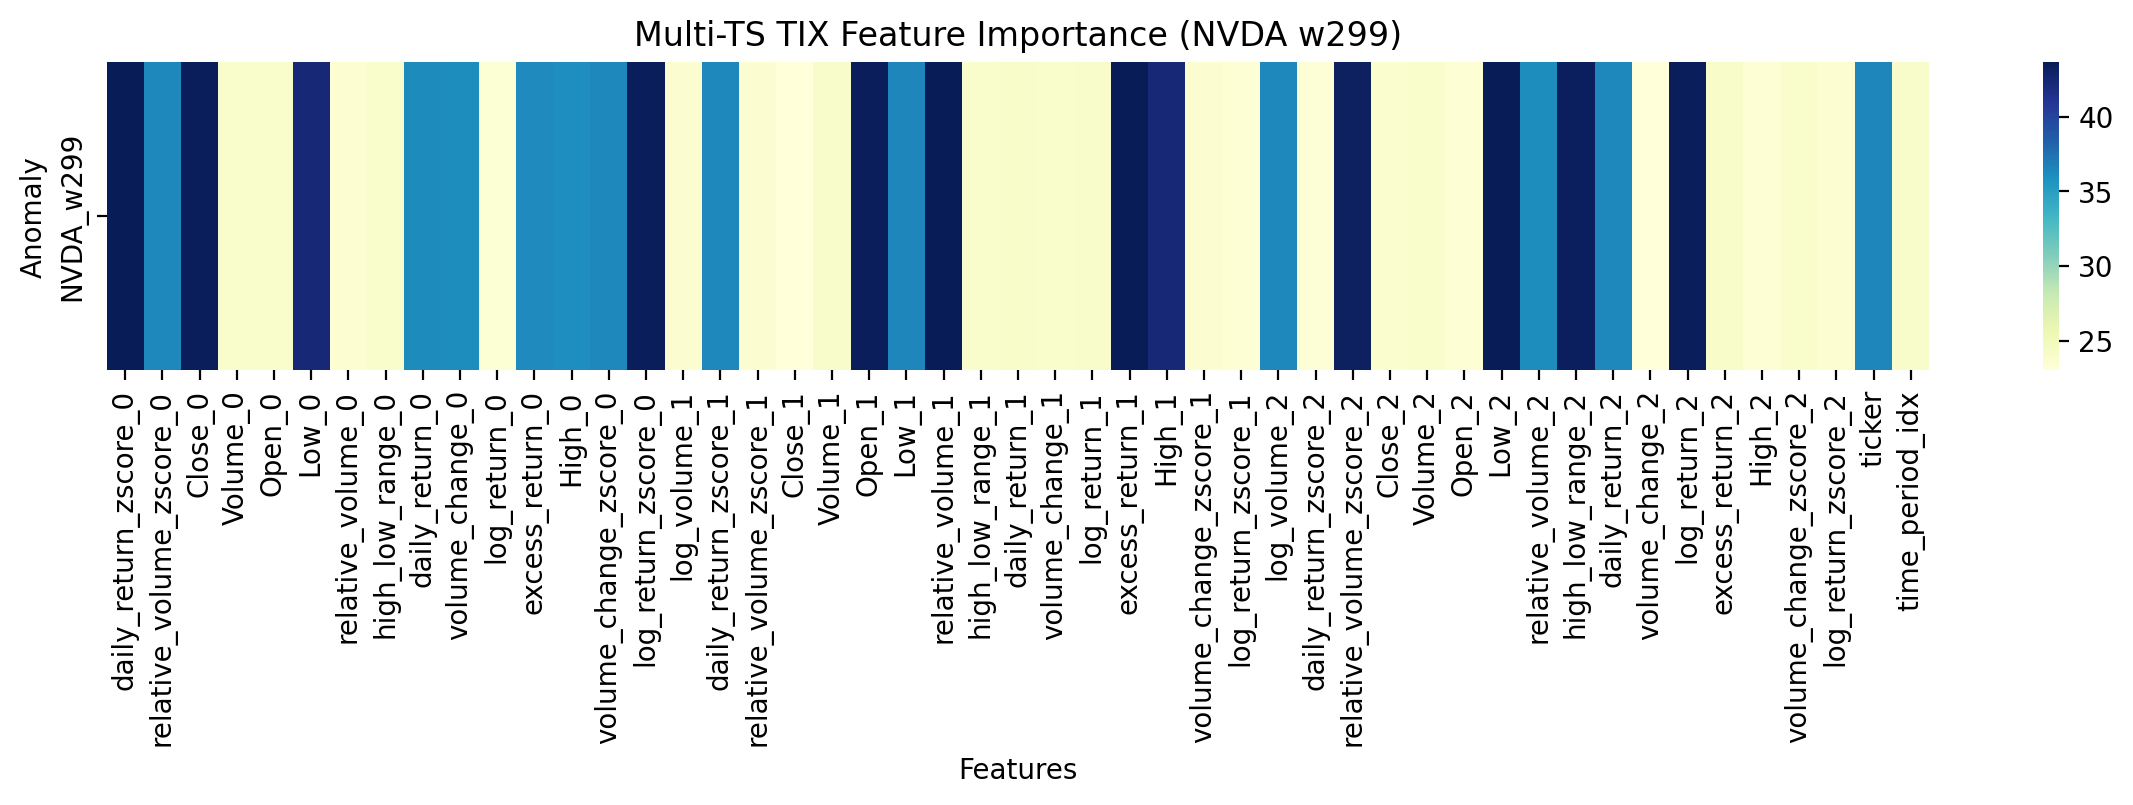 Multi-TS TIX Feature Importance (NVDA w299)
Anomaly
NVDA_w299
40
35
30
25
daily_return_zscore_0
relative_volume_zscore_0
Close_0
Volume_0
Open_0
Low_0
relative_volume_0
high_low_range_0
daily_return_0
volume_change_0
log_return_0
excess_return_0
High_0
volume_change_zscore_0
log_return_zscore_0
log_volume_1
daily_return_zscore_1
relative_volume_zscore_1
Close_1
Volume_1
Open_1
Low_1
relative_volume_1
high_low_range_1
daily_return_1
volume_change_1
log_return_1
excess_return_1
High_1
volume_change_zscore_1
log_return_zscore_1
log_volume_2
daily_return_zscore_2
relative_volume_zscore_2
Close_2
Volume_2
Open_2
Low_2
relative_volume_2
high_low_range_2
daily_return_2
volume_change_2
log_return_2
excess_return_2
High_2
volume_change_zscore_2
log_return_zscore_2
ticker
time_period_idx
Features